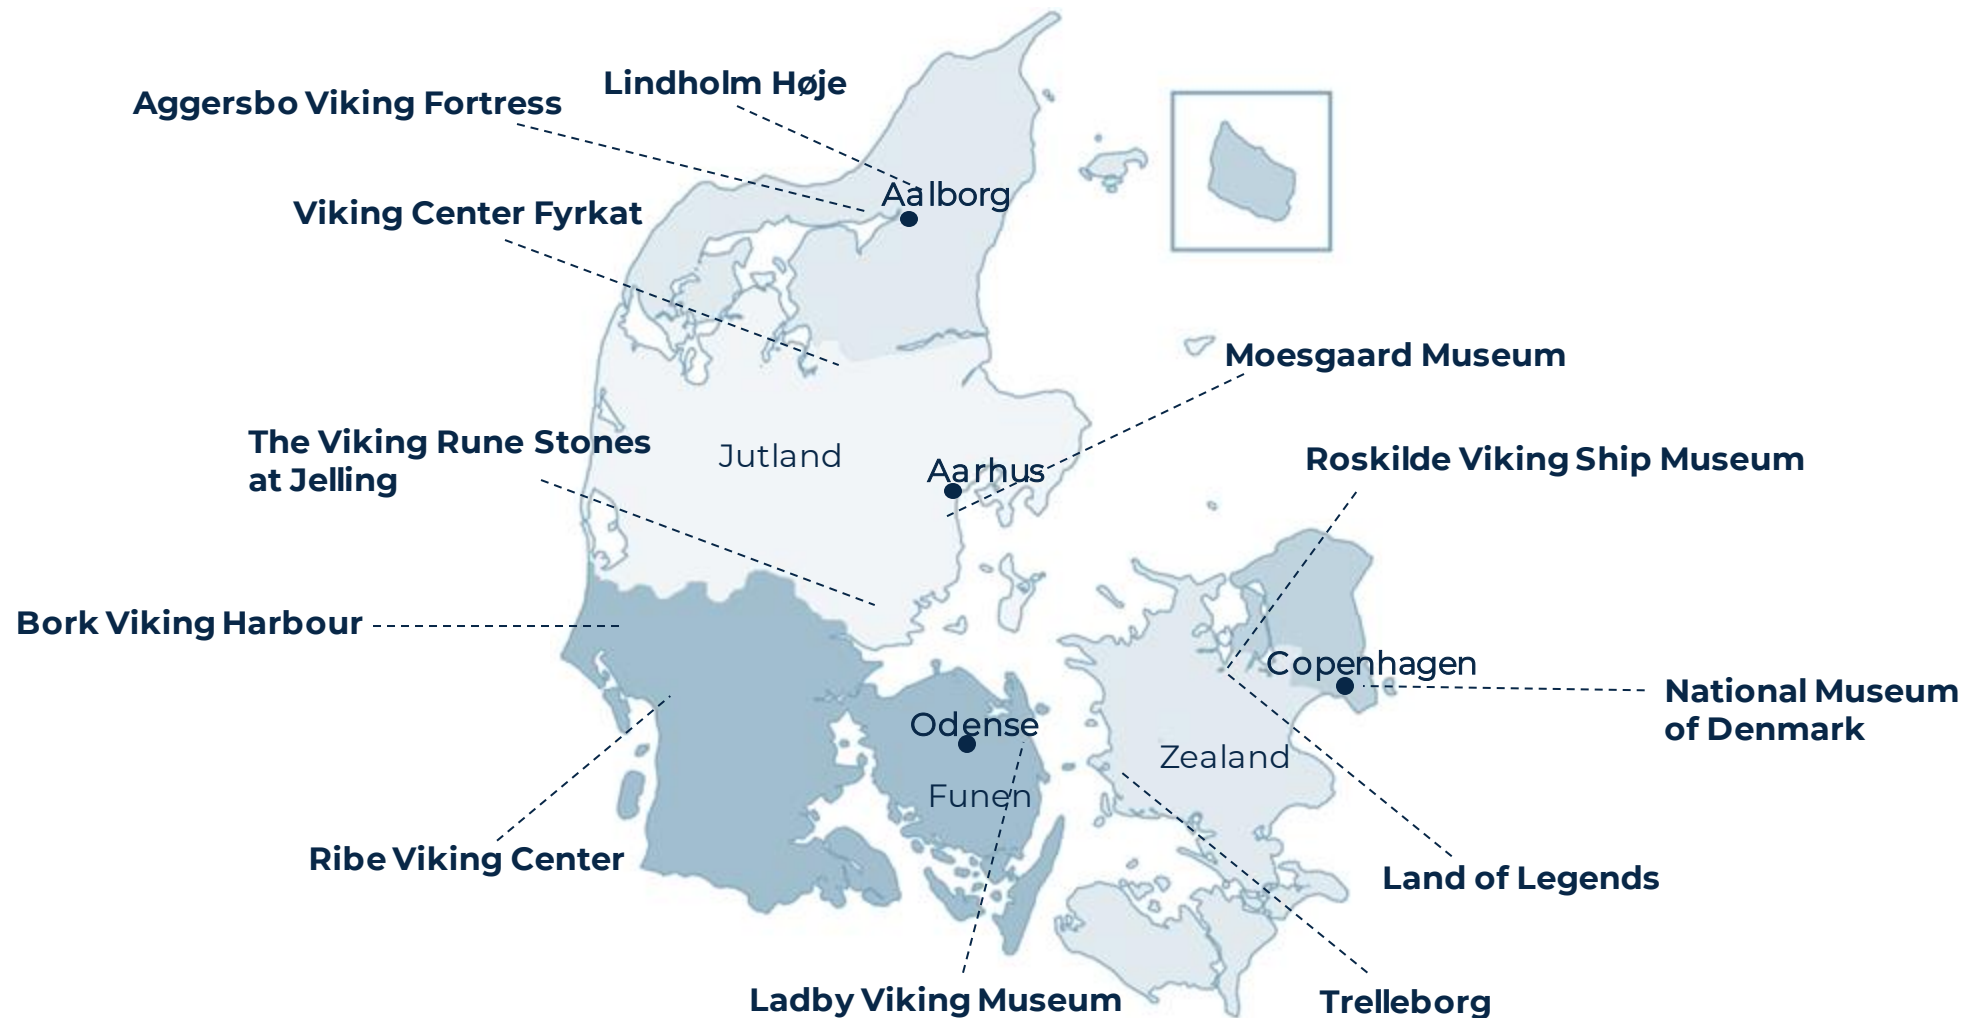 Lindholm Høje
Aggersbo Viking Fortress
Aalborg
Viking Center Fyrkat
Moesgaard Museum
The Viking Rune Stones
at Jelling
Jutland
Aarhus
Roskilde Viking Ship Museum
Bork Viking Harbour
Copenhagen
National Museum
of Denmark
Odense
Zealand
Funen
Ribe Viking Center
Land of Legends
Ladby Viking Museum
Trelleborg